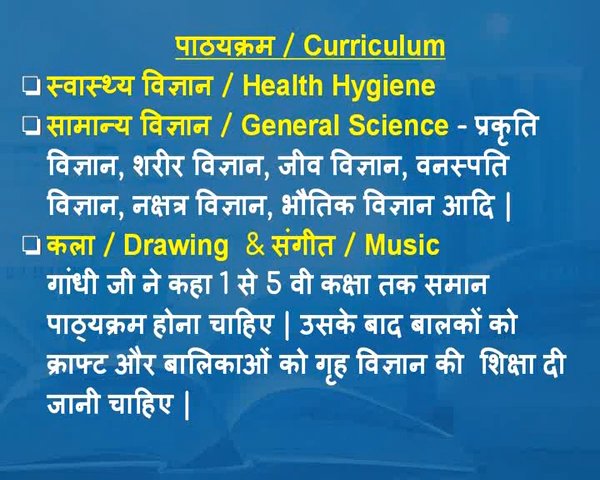 पाठयक्रम / Curriculum
❑ स्वास्थ्य विज्ञान / Health Hygiene
❑ सामान्य विज्ञान / General Science - प्रकृति
विज्ञान, शरीर विज्ञान, जीव विज्ञान, वनस्पति
विज्ञान, नक्षत्र विज्ञान, भौतिक विज्ञान आदि |
❑ कला / Drawing & संगीत / Music
गांधी जी ने कहा 1 से 5 वी कक्षा तक समान
पाठ्यक्रम होना चाहिए | उसके बाद बालकों को
क्राफ्ट और बालिकाओं को गृह विज्ञान की शिक्षा दी
जानी चाहिए |